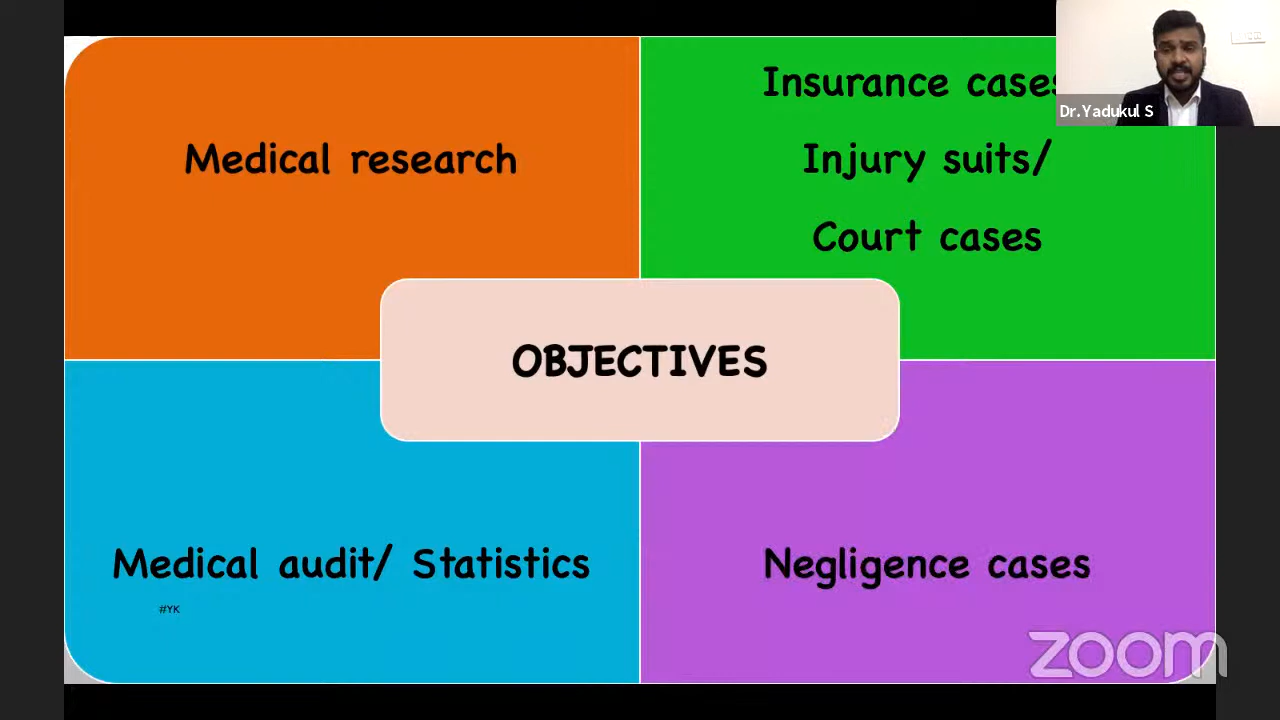 Medical research
Insurance cases
Injury suits/
Court cases
Dr.Yadukul S
OBJECTIVES
Medical audit/ Statistics
#YK
Negligence cases
zoom